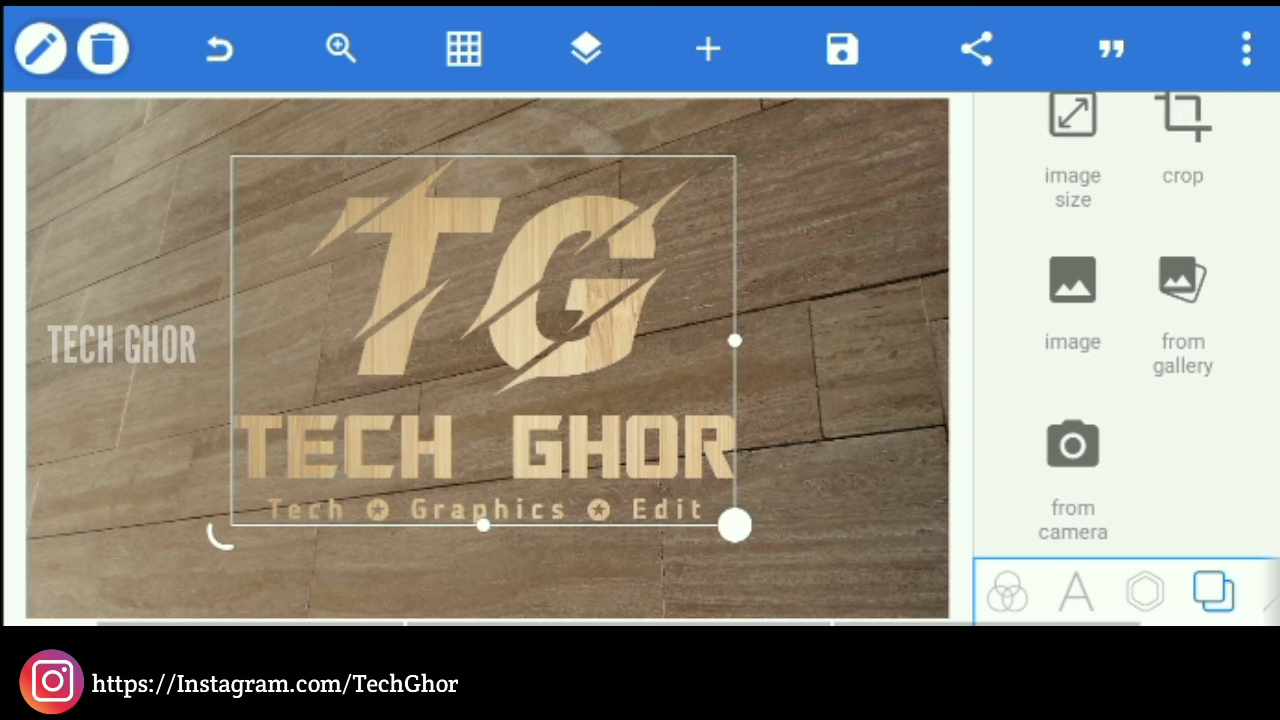 image
size
crop
TG
image
from
gallery
TECH GHOR
TECH GHOR
Tech ✪ Graphics ✪ Edit
from
camera
https://Instagram.com/TechGhor